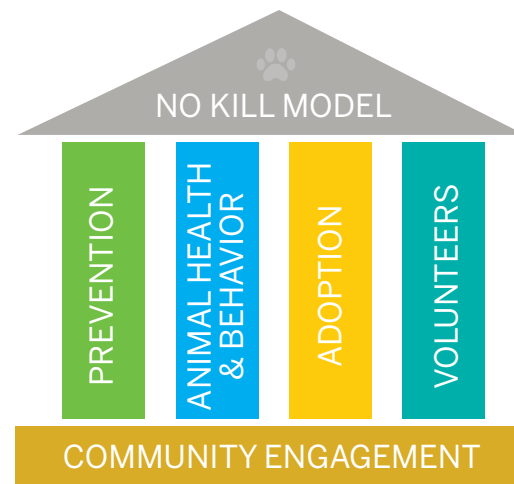 NO KILL MODEL
PREVENTION
ANIMAL HEALTH
& BEHAVIOR
ADOPTION
VOLUNTEERS
COMMUNITY ENGAGEMENT